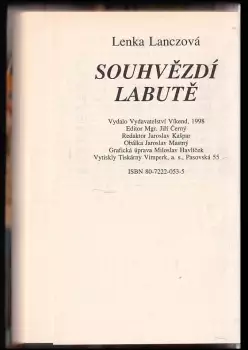 Lenka Lanczová
SOUHVĚZDÍ
LABUTĚ
Vydalo Vydavatelství Víkend, 1998
Editor Mgr. Jiří Černý
Redaktor Jaroslav Kašpar
Obálka Jaroslav Mastný
Grafická úprava Miloslav Havlíček
Vytiskly Tiskárny Vimperk, a. s., Pasovská 55
ISBN 80-7222-053-5